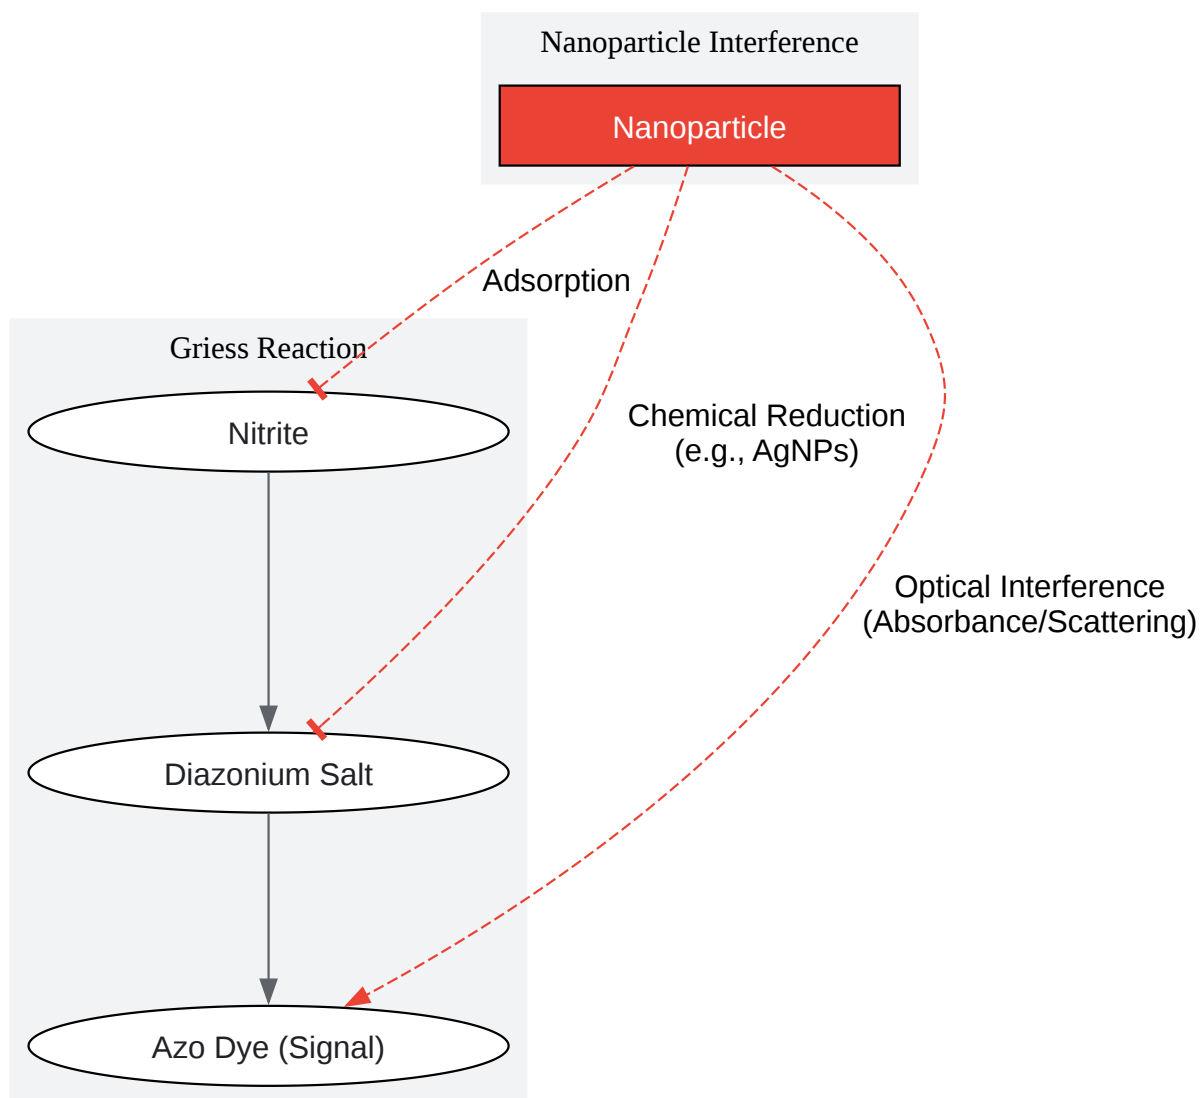 Nanoparticle Interference
Nanoparticle
Adsorption
Griess Reaction
Nitrite
Chemical Reduction
(e.g., AgNPs)
Optical Interference
(Absorbance/Scattering)
Diazonium Salt
Azo Dye (Signal)